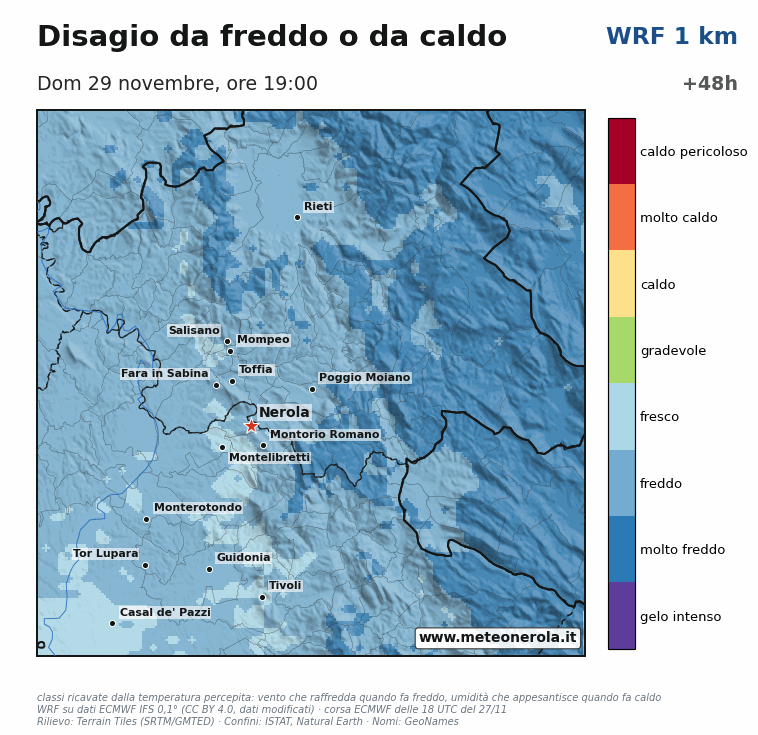 Disagio da freddo o da caldo
WRF 1 km
Dom 29 novembre, ore 19:00
+48h
caldo pericoloso
molto caldo
caldo
gradevole
fresco
freddo
molto freddo
gelo intenso
Rieti
Salisano
Mompeo
Toffia
Fara in Sabina
Poggio Moiano
Nerola
Montorio Romano
Montelibretti
Monterotondo
Tor Lupara
Guidonia
Tivoli
Casal de' Pazzi
www.meteonerola.it
classi ricavate dalla temperatura percepita: vento che raffredda quando fa freddo, umidità che appesantisce quando fa caldo
WRF su dati ECMWF IFS 0,1° (CC BY 4.0, dati modificati) · corsa ECMWF delle 18 UTC del 27/11
Rilievo: Terrain Tiles (SRTM/GMTED) · Confini: ISTAT, Natural Earth · Nomi: GeoNames